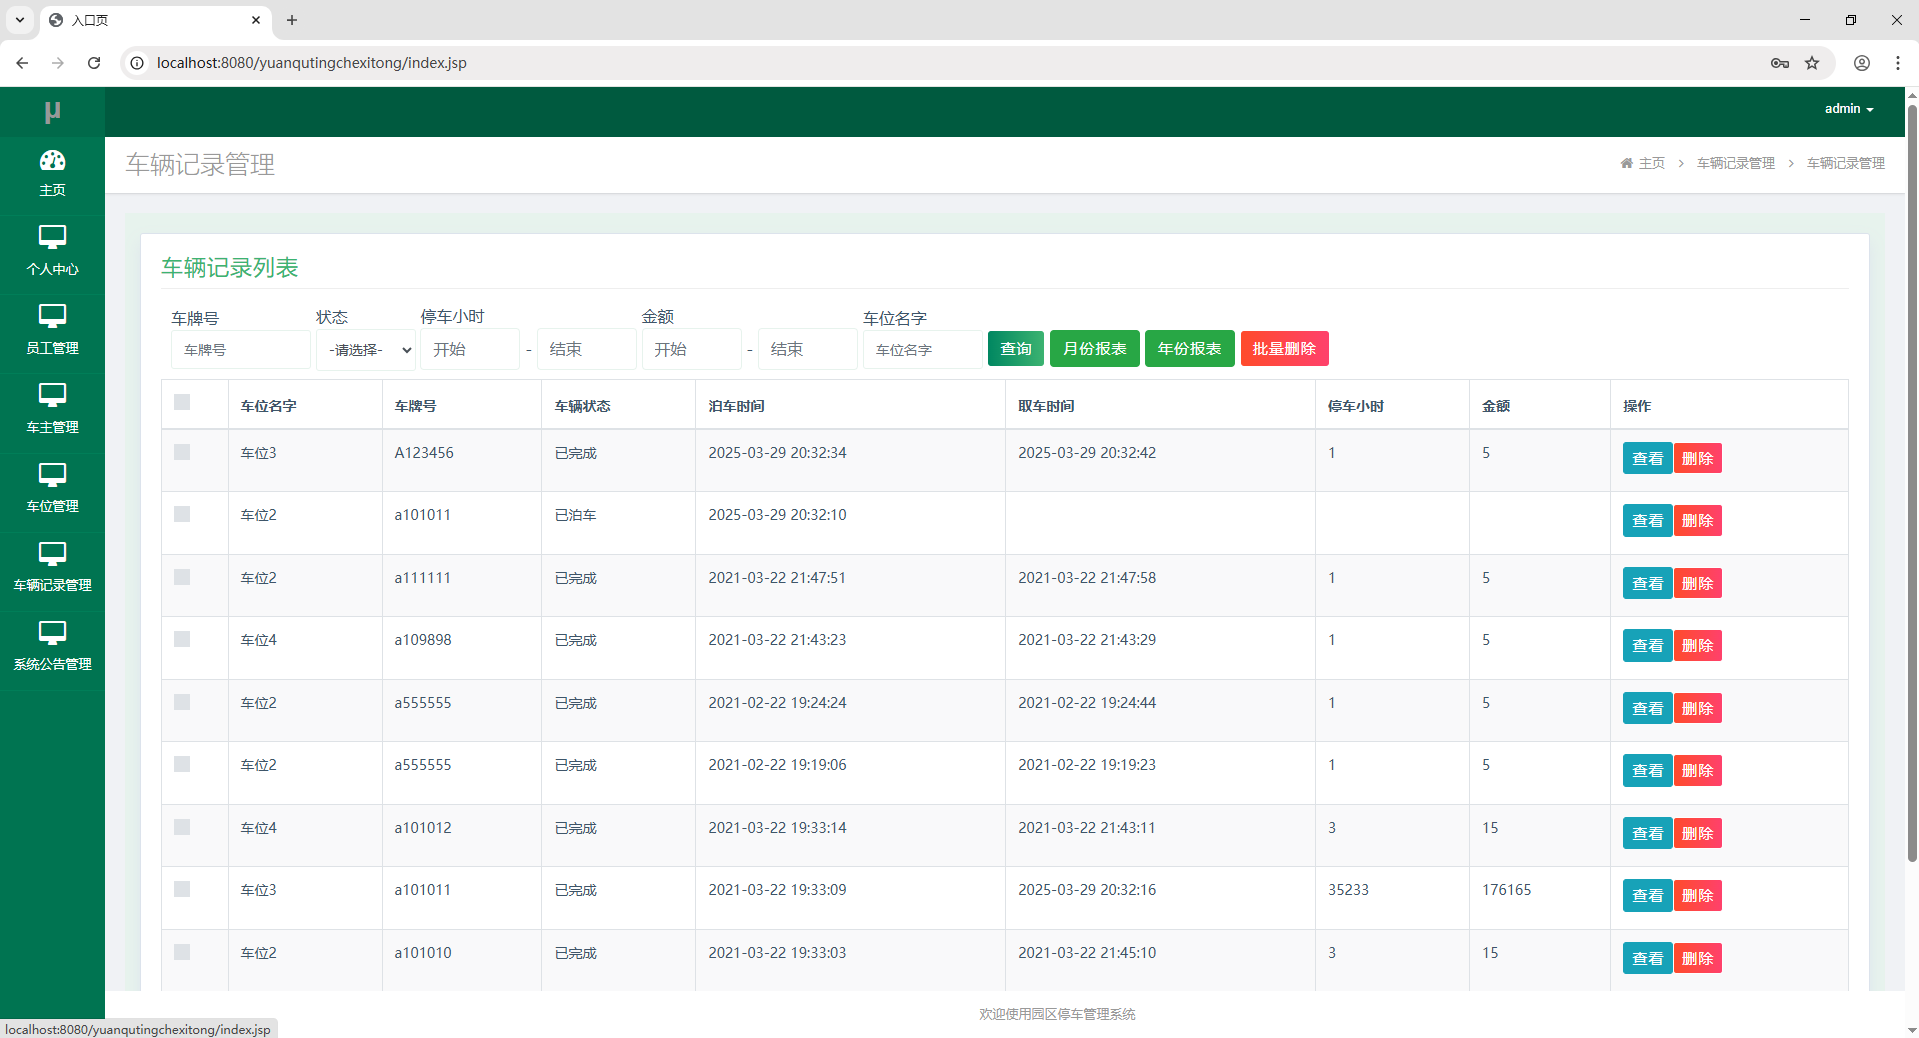 入口页
localhost:8080/yuanqutingchexitong/index.jsp
μ
admin
主页
个人中心
员工管理
车主管理
车位管理
车辆记录管理
系统公告管理
车辆记录管理
主页 > 车辆记录管理 > 车辆记录管理
车辆记录列表
车牌号 状态 停车小时 金额 车位名字
车牌号 -请选择- 开始 - 结束 开始 - 结束 车位名字 查询 月份报表 年份报表 批量删除
车位名字 车牌号 车辆状态 泊车时间 取车时间 停车小时 金额 操作
车位3 A123456 已完成 2025-03-29 20:32:34 2025-03-29 20:32:42 1 5 查看 删除
车位2 a101011 已泊车 2025-03-29 20:32:10 查看 删除
车位2 a111111 已完成 2021-03-22 21:47:51 2021-03-22 21:47:58 1 5 查看 删除
车位4 a109898 已完成 2021-03-22 21:43:23 2021-03-22 21:43:29 1 5 查看 删除
车位2 a555555 已完成 2021-02-22 19:24:24 2021-02-22 19:24:44 1 5 查看 删除
车位2 a555555 已完成 2021-02-22 19:19:06 2021-02-22 19:19:23 1 5 查看 删除
车位4 a101012 已完成 2021-03-22 19:33:14 2021-03-22 21:43:11 3 15 查看 删除
车位3 a101011 已完成 2021-03-22 19:33:09 2025-03-29 20:32:16 35233 176165 查看 删除
车位2 a101010 已完成 2021-03-22 19:33:03 2021-03-22 21:45:10 3 15 查看 删除
欢迎使用园区停车管理系统
localhost:8080/yuanqutingchexitong/index.jsp